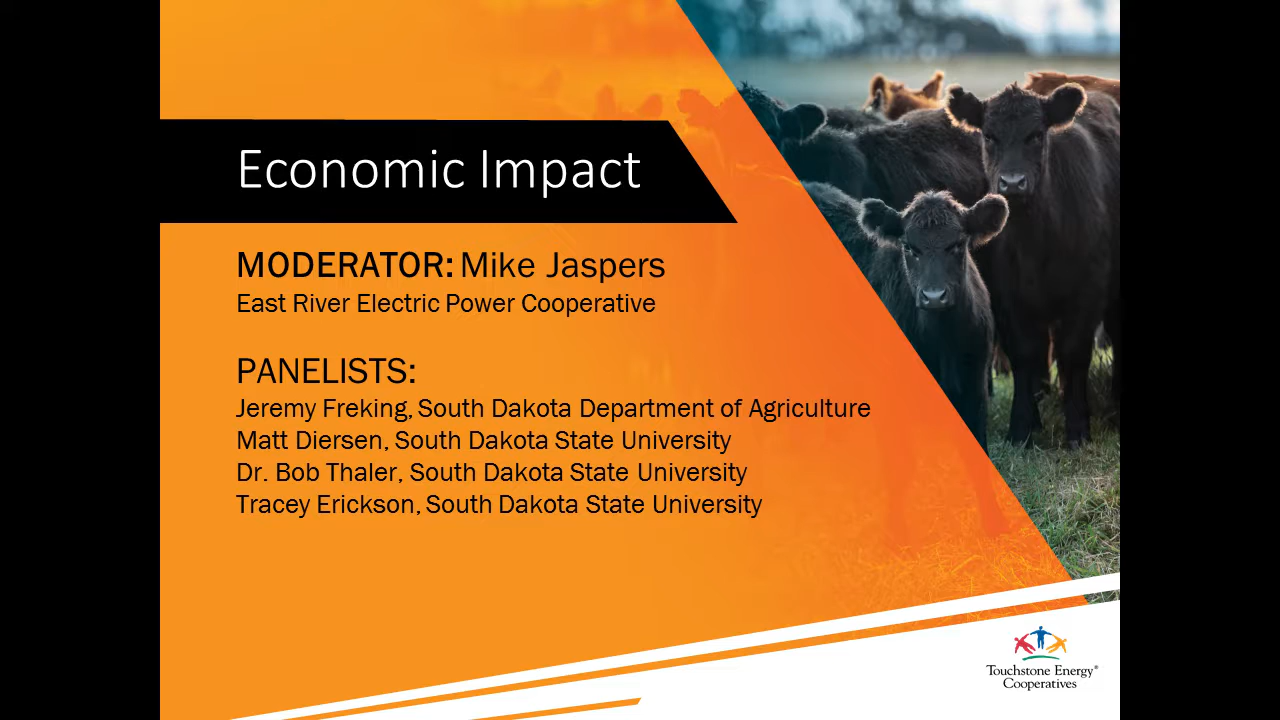 Economic Impact
MODERATOR: Mike Jaspers
East River Electric Power Cooperative
PANELISTS:
Jeremy Freking, South Dakota Department of Agriculture
Matt Diersen, South Dakota State University
Dr. Bob Thaler, South Dakota State University
Tracey Erickson, South Dakota State University
Touchstone Energy®
Cooperatives